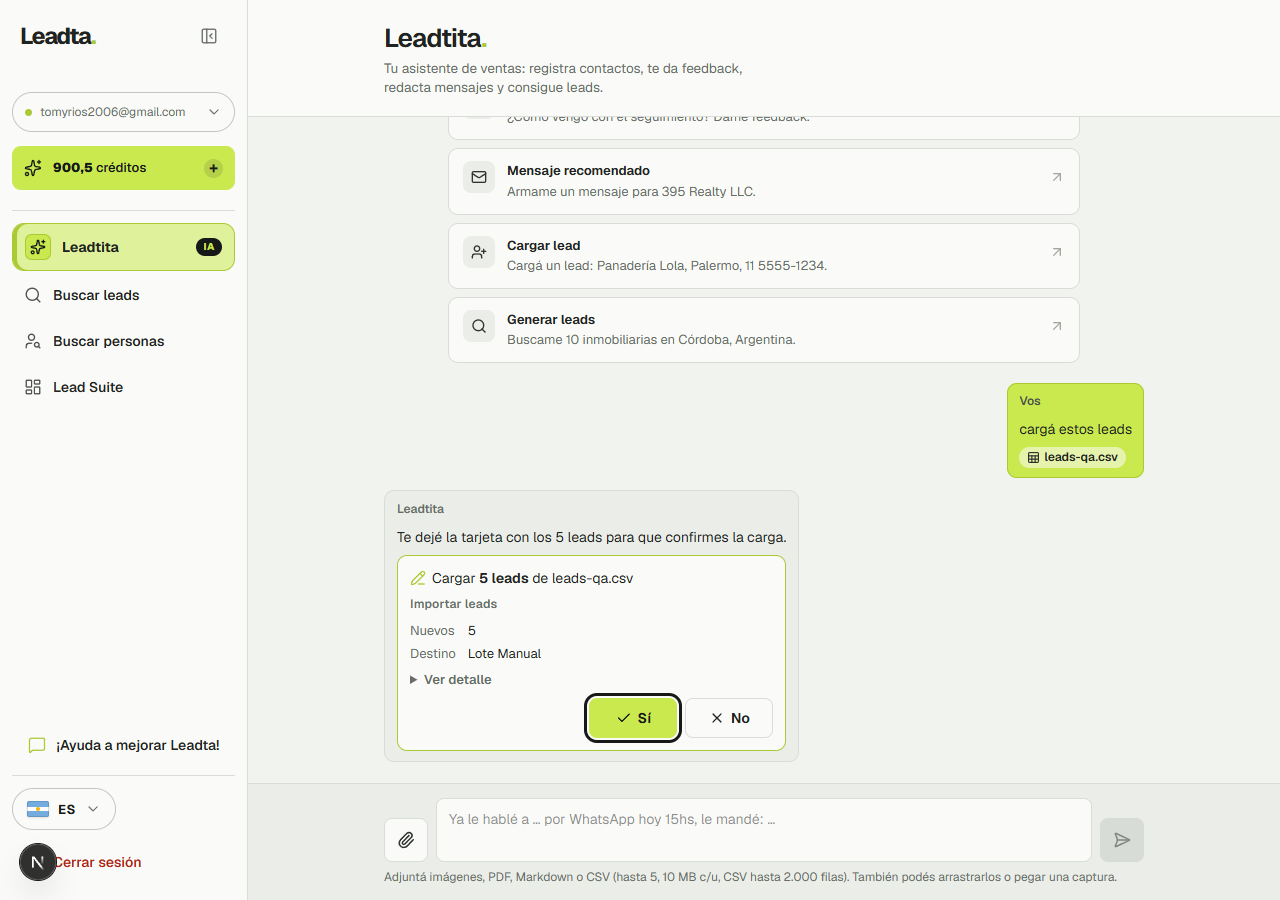 Leadta.
tomyrios2006@gmail.com
900,5 créditos
Leadtita
IA
Buscar leads
Buscar personas
Lead Suite
¡Ayuda a mejorar Leadta!
ES
N
Cerrar sesión
Leadtita.
Tu asistente de ventas: registra contactos, te da feedback,
redacta mensajes y consigue leads.
¿Cómo vengo con el seguimiento? Dame feedback.
Mensaje recomendado
Armame un mensaje para 395 Realty LLC.
Cargar lead
Cargá un lead: Panadería Lola, Palermo, 11 5555-1234.
Generar leads
Buscame 10 inmobiliarias en Córdoba, Argentina.
Vos
cargá estos leads
leads-qa.csv
Leadtita
Te dejé la tarjeta con los 5 leads para que confirmes la carga.
Cargar 5 leads de leads-qa.csv
Importar leads
Nuevos 5
Destino Lote Manual
Ver detalle
Sí
No
Ya le hablé a … por WhatsApp hoy 15hs, le mandé: …
Adjuntá imágenes, PDF, Markdown o CSV (hasta 5, 10 MB c/u, CSV hasta 2.000 filas). También podés arrastrarlos o pegar una captura.